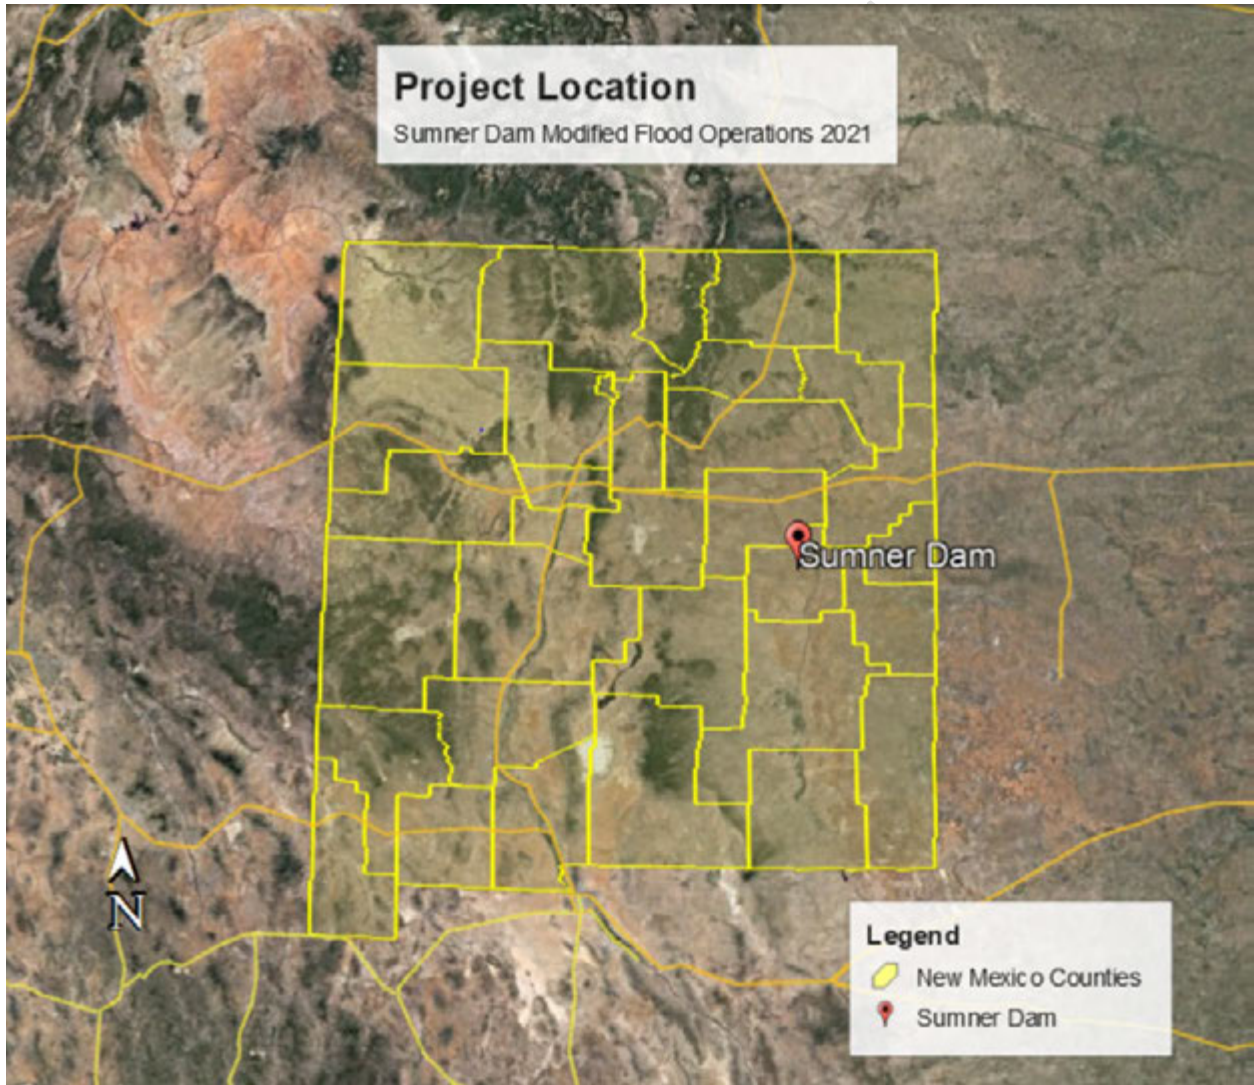 Project Location
Sumner Dam Modified Flood Operations 2021
Sumner Dam
N
Legend
New Mexico Counties
Sumner Dam